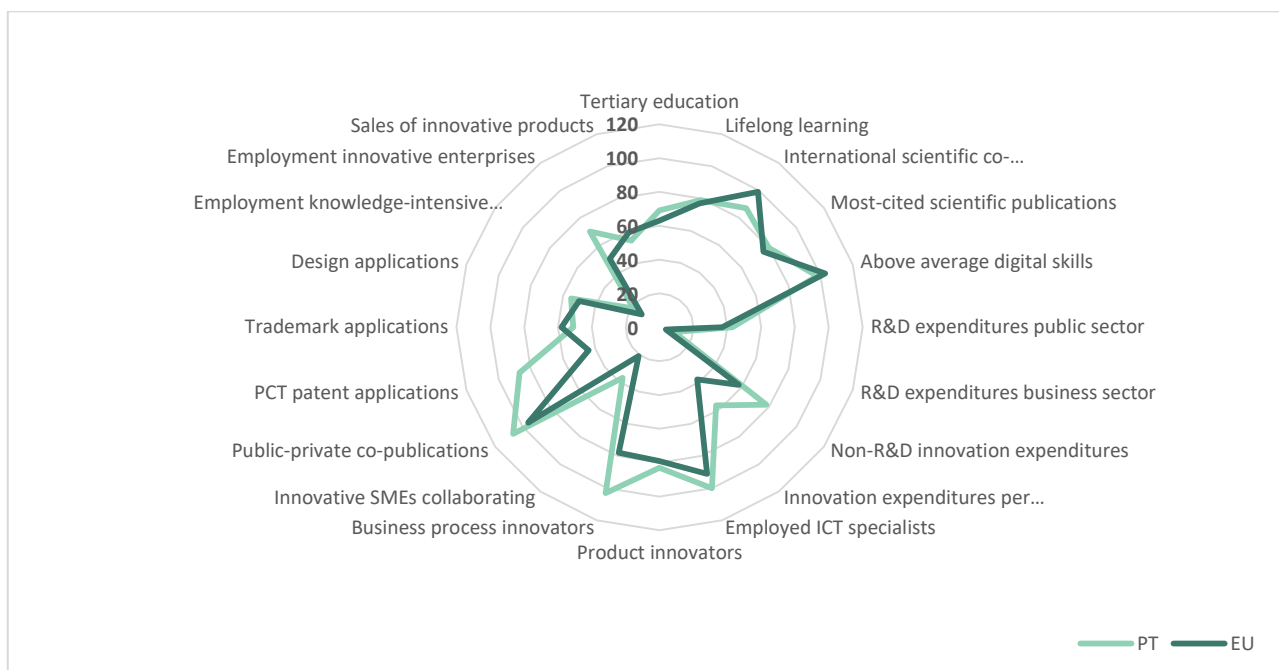 Tertiary education
Sales of innovative products
120
Lifelong learning
Employment innovative enterprises
100
International scientific co-...
Employment knowledge-intensive...
80
Most-cited scientific publications
60
Design applications
40
Above average digital skills
20
Trademark applications
0
R&D expenditures public sector
PCT patent applications
R&D expenditures business sector
Public-private co-publications
Non-R&D innovation expenditures
Innovative SMEs collaborating
Innovation expenditures per...
Business process innovators
Employed ICT specialists
Product innovators
PT
EU